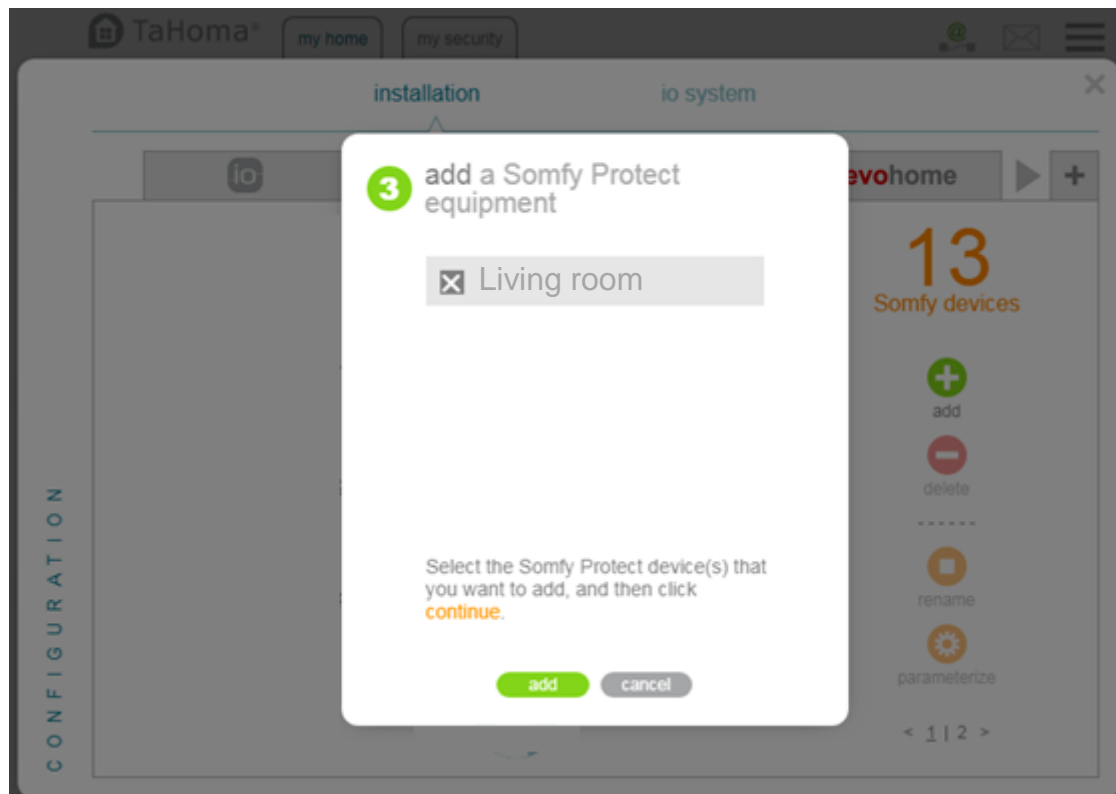 TaHoma®
my home
my security
@
installation
io system
×
io
evohome
+
3
add a Somfy Protect
equipment
Living room
13
Somfy devices
add
delete
rename
parameterize
< 1 | 2 >
Select the Somfy Protect device(s) that
you want to add, and then click
continue.
add
cancel
CONFIGURATION